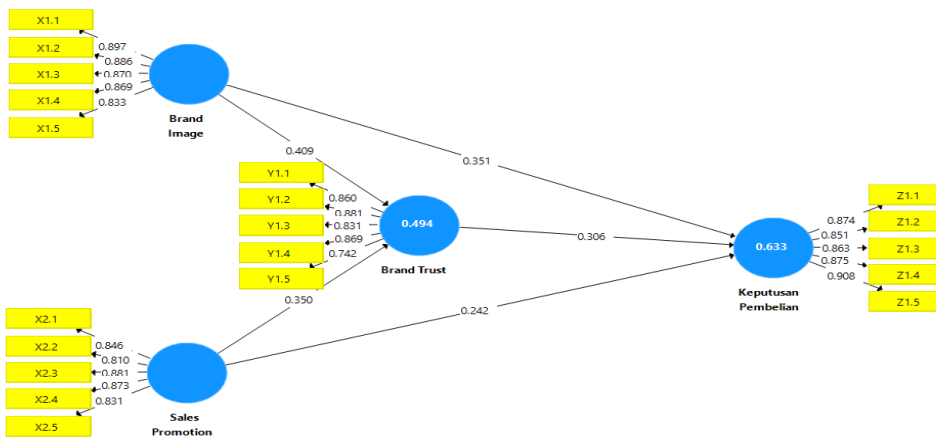 X1.1
X1.2
X1.3
X1.4
X1.5
0.897
0.886
0.870
0.869
0.833
Brand
Image
0.409
0.351
Y1.1
Y1.2
Y1.3
Y1.4
Y1.5
0.860
0.881
0.831
0.869
0.742
0.494
Brand Trust
0.306
0.350
0.242
X2.1
X2.2
X2.3
X2.4
X2.5
0.846
0.810
0.881
0.873
0.831
Sales
Promotion
0.633
Keputusan
Pembelian
0.874
0.851
0.863
0.875
0.908
Z1.1
Z1.2
Z1.3
Z1.4
Z1.5